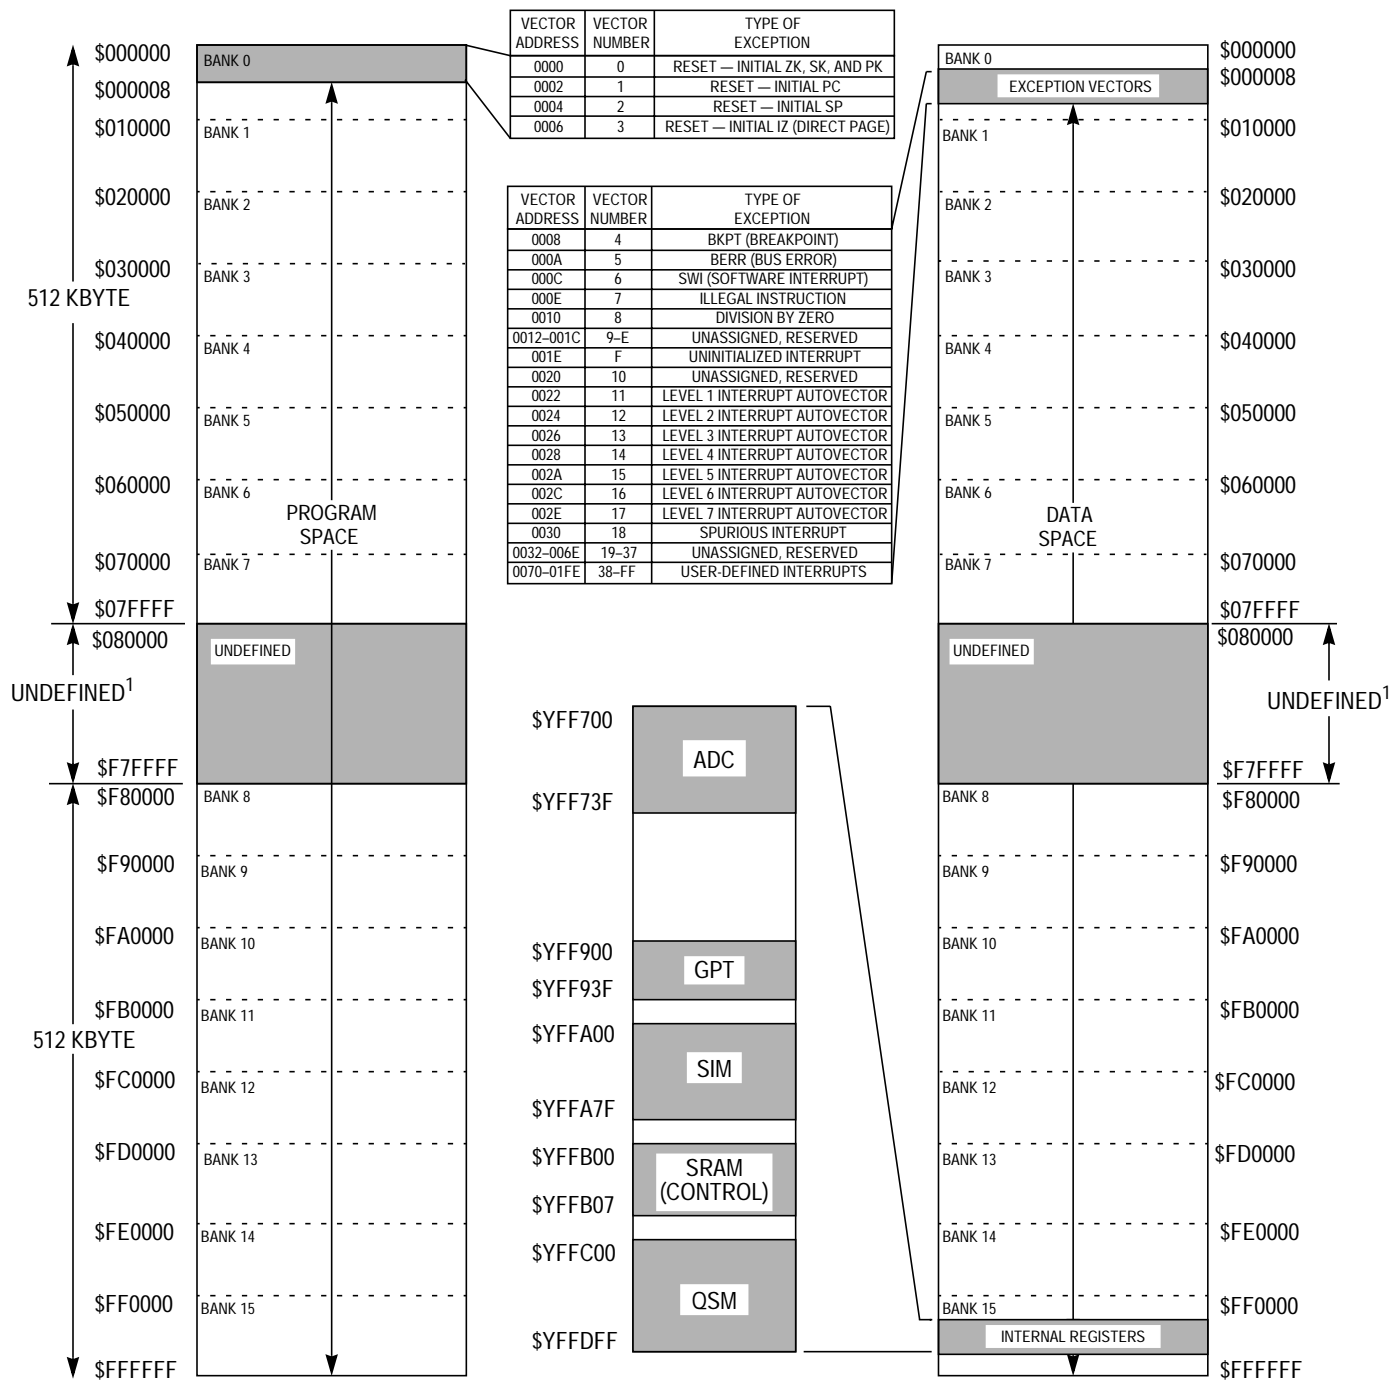 VECTOR ADDRESS VECTOR NUMBER TYPE OF EXCEPTION
0000 0 RESET — INITIAL ZK, SK, AND PK
0002 1 RESET — INITIAL PC
0004 2 RESET — INITIAL SP
0006 3 RESET — INITIAL IZ (DIRECT PAGE)
VECTOR ADDRESS VECTOR NUMBER TYPE OF EXCEPTION
0008 4 BKPT (BREAKPOINT)
000A 5 BERR (BUS ERROR)
000C 6 SWI (SOFTWARE INTERRUPT)
000E 7 ILLEGAL INSTRUCTION
0010 8 DIVISION BY ZERO
0012–001C 9–E UNASSIGNED, RESERVED
001E F UNINITIALIZED INTERRUPT
0020 10 UNASSIGNED, RESERVED
0022 11 LEVEL 1 INTERRUPT AUTOVECTOR
0024 12 LEVEL 2 INTERRUPT AUTOVECTOR
0026 13 LEVEL 3 INTERRUPT AUTOVECTOR
0028 14 LEVEL 4 INTERRUPT AUTOVECTOR
002A 15 LEVEL 5 INTERRUPT AUTOVECTOR
002C 16 LEVEL 6 INTERRUPT AUTOVECTOR
002E 17 LEVEL 7 INTERRUPT AUTOVECTOR
0030 18 SPURIOUS INTERRUPT
0032–006E 19–37 UNASSIGNED, RESERVED
0070–01FE 38–FF USER-DEFINED INTERRUPTS
$000000 BANK 0
$000008
$010000 BANK 1
$020000 BANK 2
$030000 BANK 3
512 KBYTE
$040000 BANK 4
$050000 BANK 5
$060000 BANK 6
PROGRAM
SPACE
$070000 BANK 7
$07FFFF
$080000
UNDEFINED
UNDEFINED1
$F7FFFF
$F80000 BANK 8
$F90000 BANK 9
$FA0000 BANK 10
$FB0000 BANK 11
512 KBYTE
$FC0000 BANK 12
$FD0000 BANK 13
$FE0000 BANK 14
$FF0000 BANK 15
$FFFFFF
$YFF700
ADC
$YFF73F
$YFF900
GPT
$YFF93F
$YFFA00
SIM
$YFFA7F
$YFFB00
SRAM
(CONTROL)
$YFFB07
$YFFC00
QSM
$YFFDFF
BANK 0 $000000
EXCEPTION VECTORS $000008
BANK 1 $010000
BANK 2 $020000
BANK 3 $030000
BANK 4 $040000
BANK 5 $050000
BANK 6 $060000
DATA
SPACE
BANK 7 $070000
$07FFFF
$080000
UNDEFINED
UNDEFINED1
$F7FFFF
BANK 8 $F80000
BANK 9 $F90000
BANK 10 $FA0000
BANK 11 $FB0000
BANK 12 $FC0000
BANK 13 $FD0000
BANK 14 $FE0000
BANK 15 $FF0000
INTERNAL REGISTERS
$FFFFFF